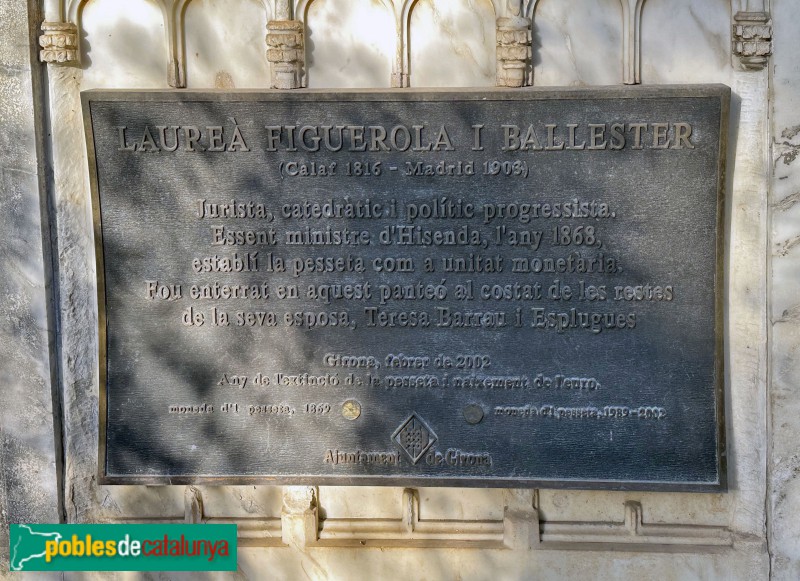 LAUREÀ FIGUEROLA I BALLESTER
(Calaf 1816 - Madrid 1903)
Jurista, catedràtic i polític progressista.
Essent ministre d'Hisenda, l'any 1868,
establí la pesseta com a unitat monetària.
Fou enterrat en aquest panteó al costat de les restes
de la seva esposa, Teresa Barrau i Esplugues
Girona, febrer de 2002
Any de l'extinció de la pesseta i naixement de l'euro.
moneda d'1 pesseta, 1869
moneda d'1 pesseta, 1982-2002
Ajuntament de Girona
poblesdecatalunya